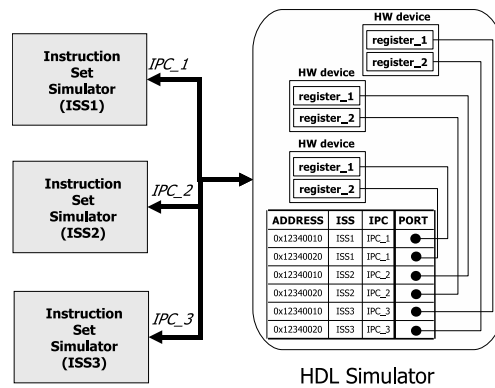 Instruction
Set
Simulator
(ISS1)
IPC_1
Instruction
Set
Simulator
(ISS2)
IPC_2
Instruction
Set
Simulator
(ISS3)
IPC_3
HW device
register_1
register_2
HW device
register_1
register_2
HW device
register_1
register_2
ADDRESS ISS IPC PORT
0x12340010 ISS1 IPC_1
0x12340020 ISS1 IPC_1
0x12340010 ISS2 IPC_2
0x12340020 ISS2 IPC_2
0x12340010 ISS3 IPC_3
0x12340020 ISS3 IPC_3
HDL Simulator